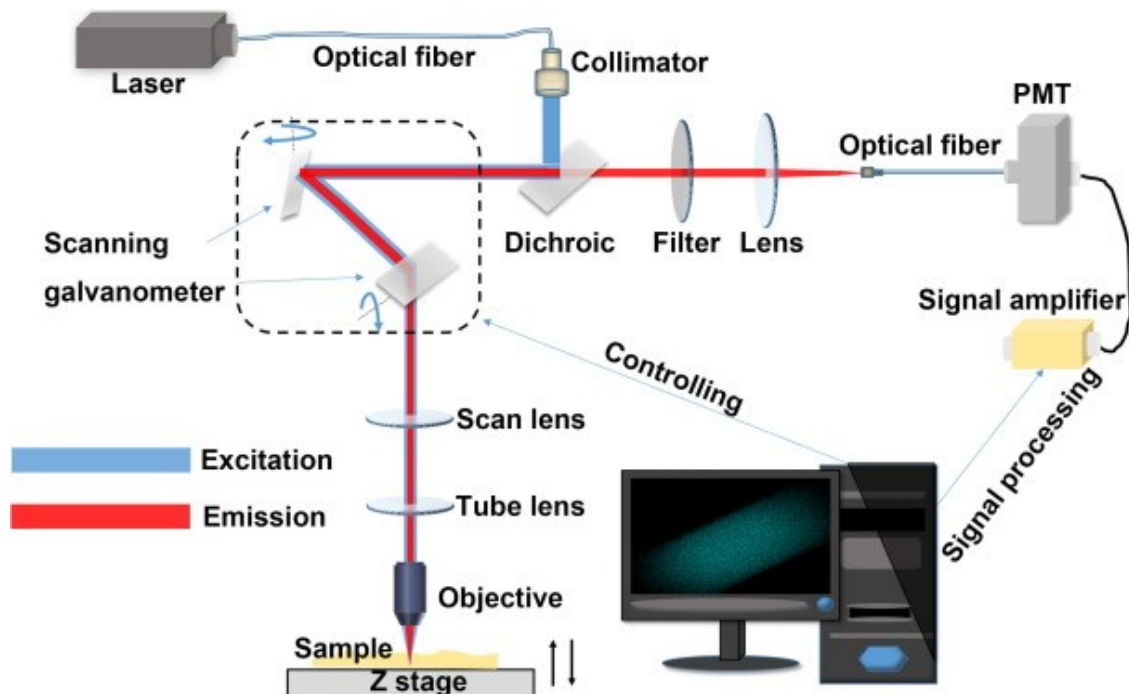 Laser
Optical fiber
Collimator
PMT
Optical fiber
Scanning
galvanometer
Dichroic
Filter
Lens
Signal amplifier
Controlling
Signal processing
Scan lens
Excitation
Emission
Tube lens
Objective
Sample
Z stage